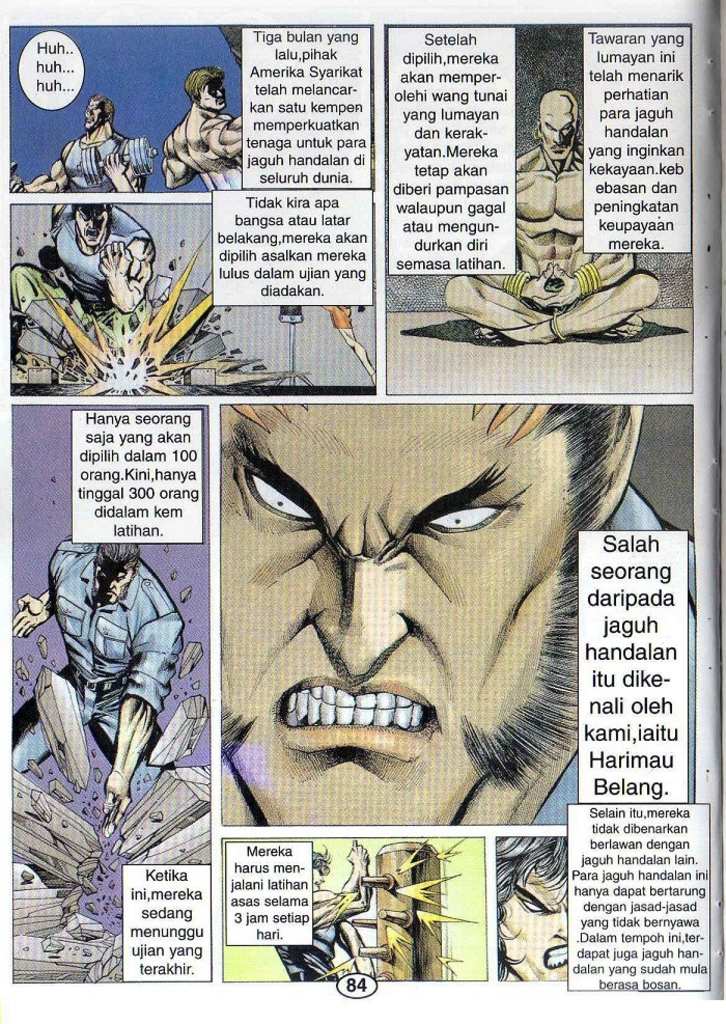 Huh..
huh...
huh...
Tiga bulan yang
lalu,pihak
Amerika Syarikat
telah melancar-
kan satu kempen
memperkuatkan
tenaga untuk para
jaguh handalan di
seluruh dunia.
Tidak kira apa
bangsa atau latar
belakang,mereka akan
dipilih asalkan mereka
lulus dalam ujian yang
diadakan.
Setelah
dipilih,mereka
akan memper-
olehi wang tunai
yang lumayan
dan kerak-
yatan.Mereka
tetap akan
diberi pampasan
walaupun gagal
atau mengun-
durkan diri
semasa latihan.
Tawaran yang
lumayan ini
telah menarik
perhatian
para jaguh
handalan
yang inginkan
kekayaan.keb
ebasan dan
peningkatan
keupayaan
mereka.
Hanya seorang
saja yang akan
dipilih dalam 100
orang.Kini,hanya
tinggal 300 orang
didalam kem
latihan.
Ketika
ini,mereka
sedang
menunggu
ujian yang
terakhir.
Salah
seorang
daripada
jaguh
handalan
itu dike-
nali oleh
kami,iaitu
Harimau
Belang.
Mereka
harus men-
jalani latihan
asas selama
3 jam setiap
hari.
Selain itu,mereka
tidak dibenarkan
berlawan dengan
jaguh handalan lain.
Para jaguh handalan ini
hanya dapat bertarung
dengan jasad-jasad
yang tidak bernyawa
.Dalam tempoh ini,ter-
dapat juga jaguh han-
dalan yang sudah mula
berasa bosan.
84